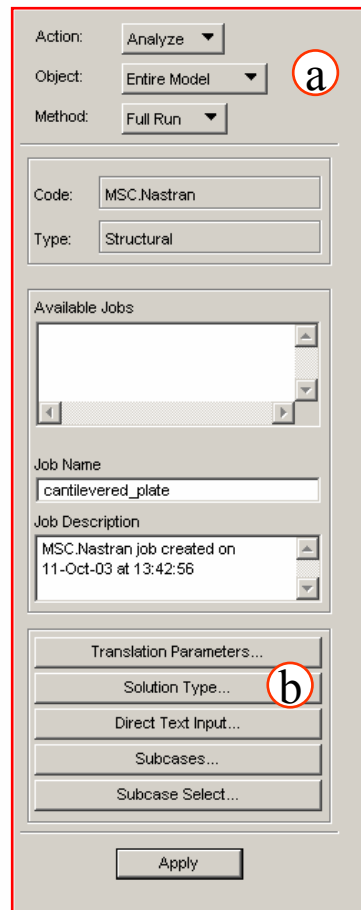 Action: Analyze
Object: Entire Model
a
Method: Full Run
Code: MSC.Nastran
Type: Structural
Available Jobs
Job Name
cantilevered_plate
Job Description
MSC.Nastran job created on
11-Oct-03 at 13:42:56
Translation Parameters...
Solution Type...
b
Direct Text Input...
Subcases...
Subcase Select...
Apply